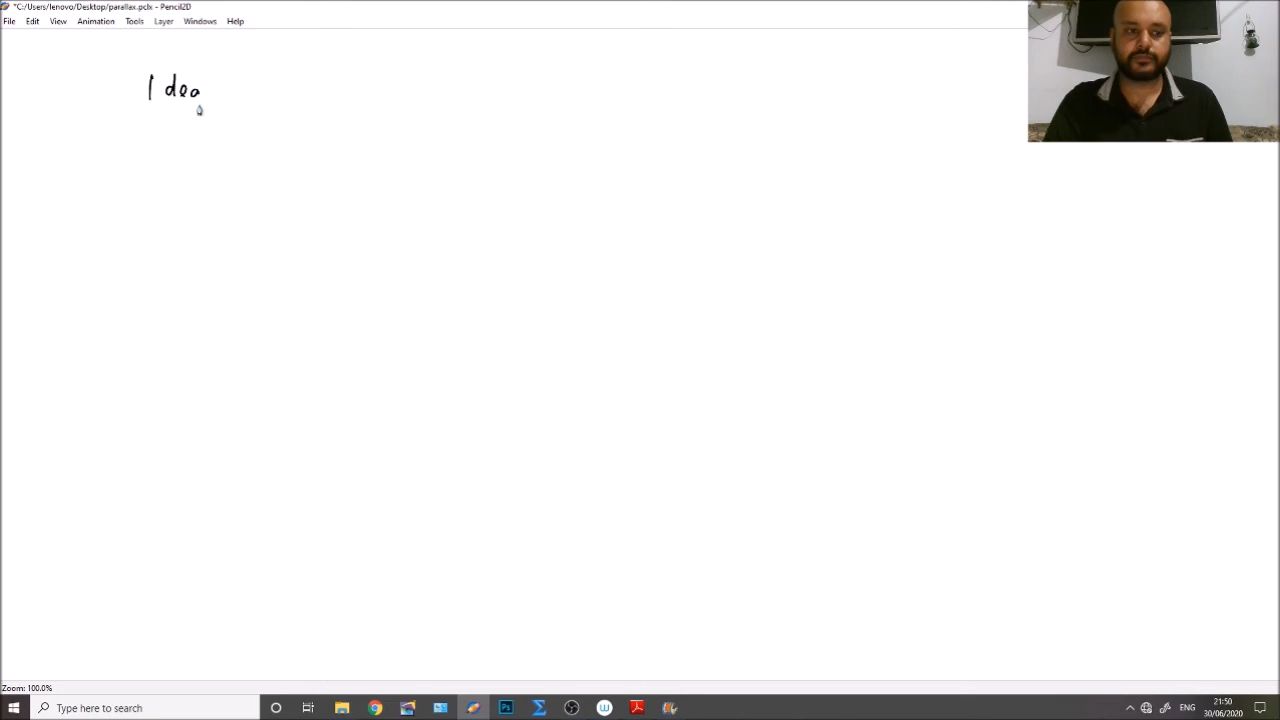 *C:/Users/lenovo/Desktop/parallax.pclx - Pencil2D
File Edit View Animation Tools Layer Windows Help
Idea
Zoom: 100.0%
Type here to search
Ps
W
ENG
21:50
30/06/2020